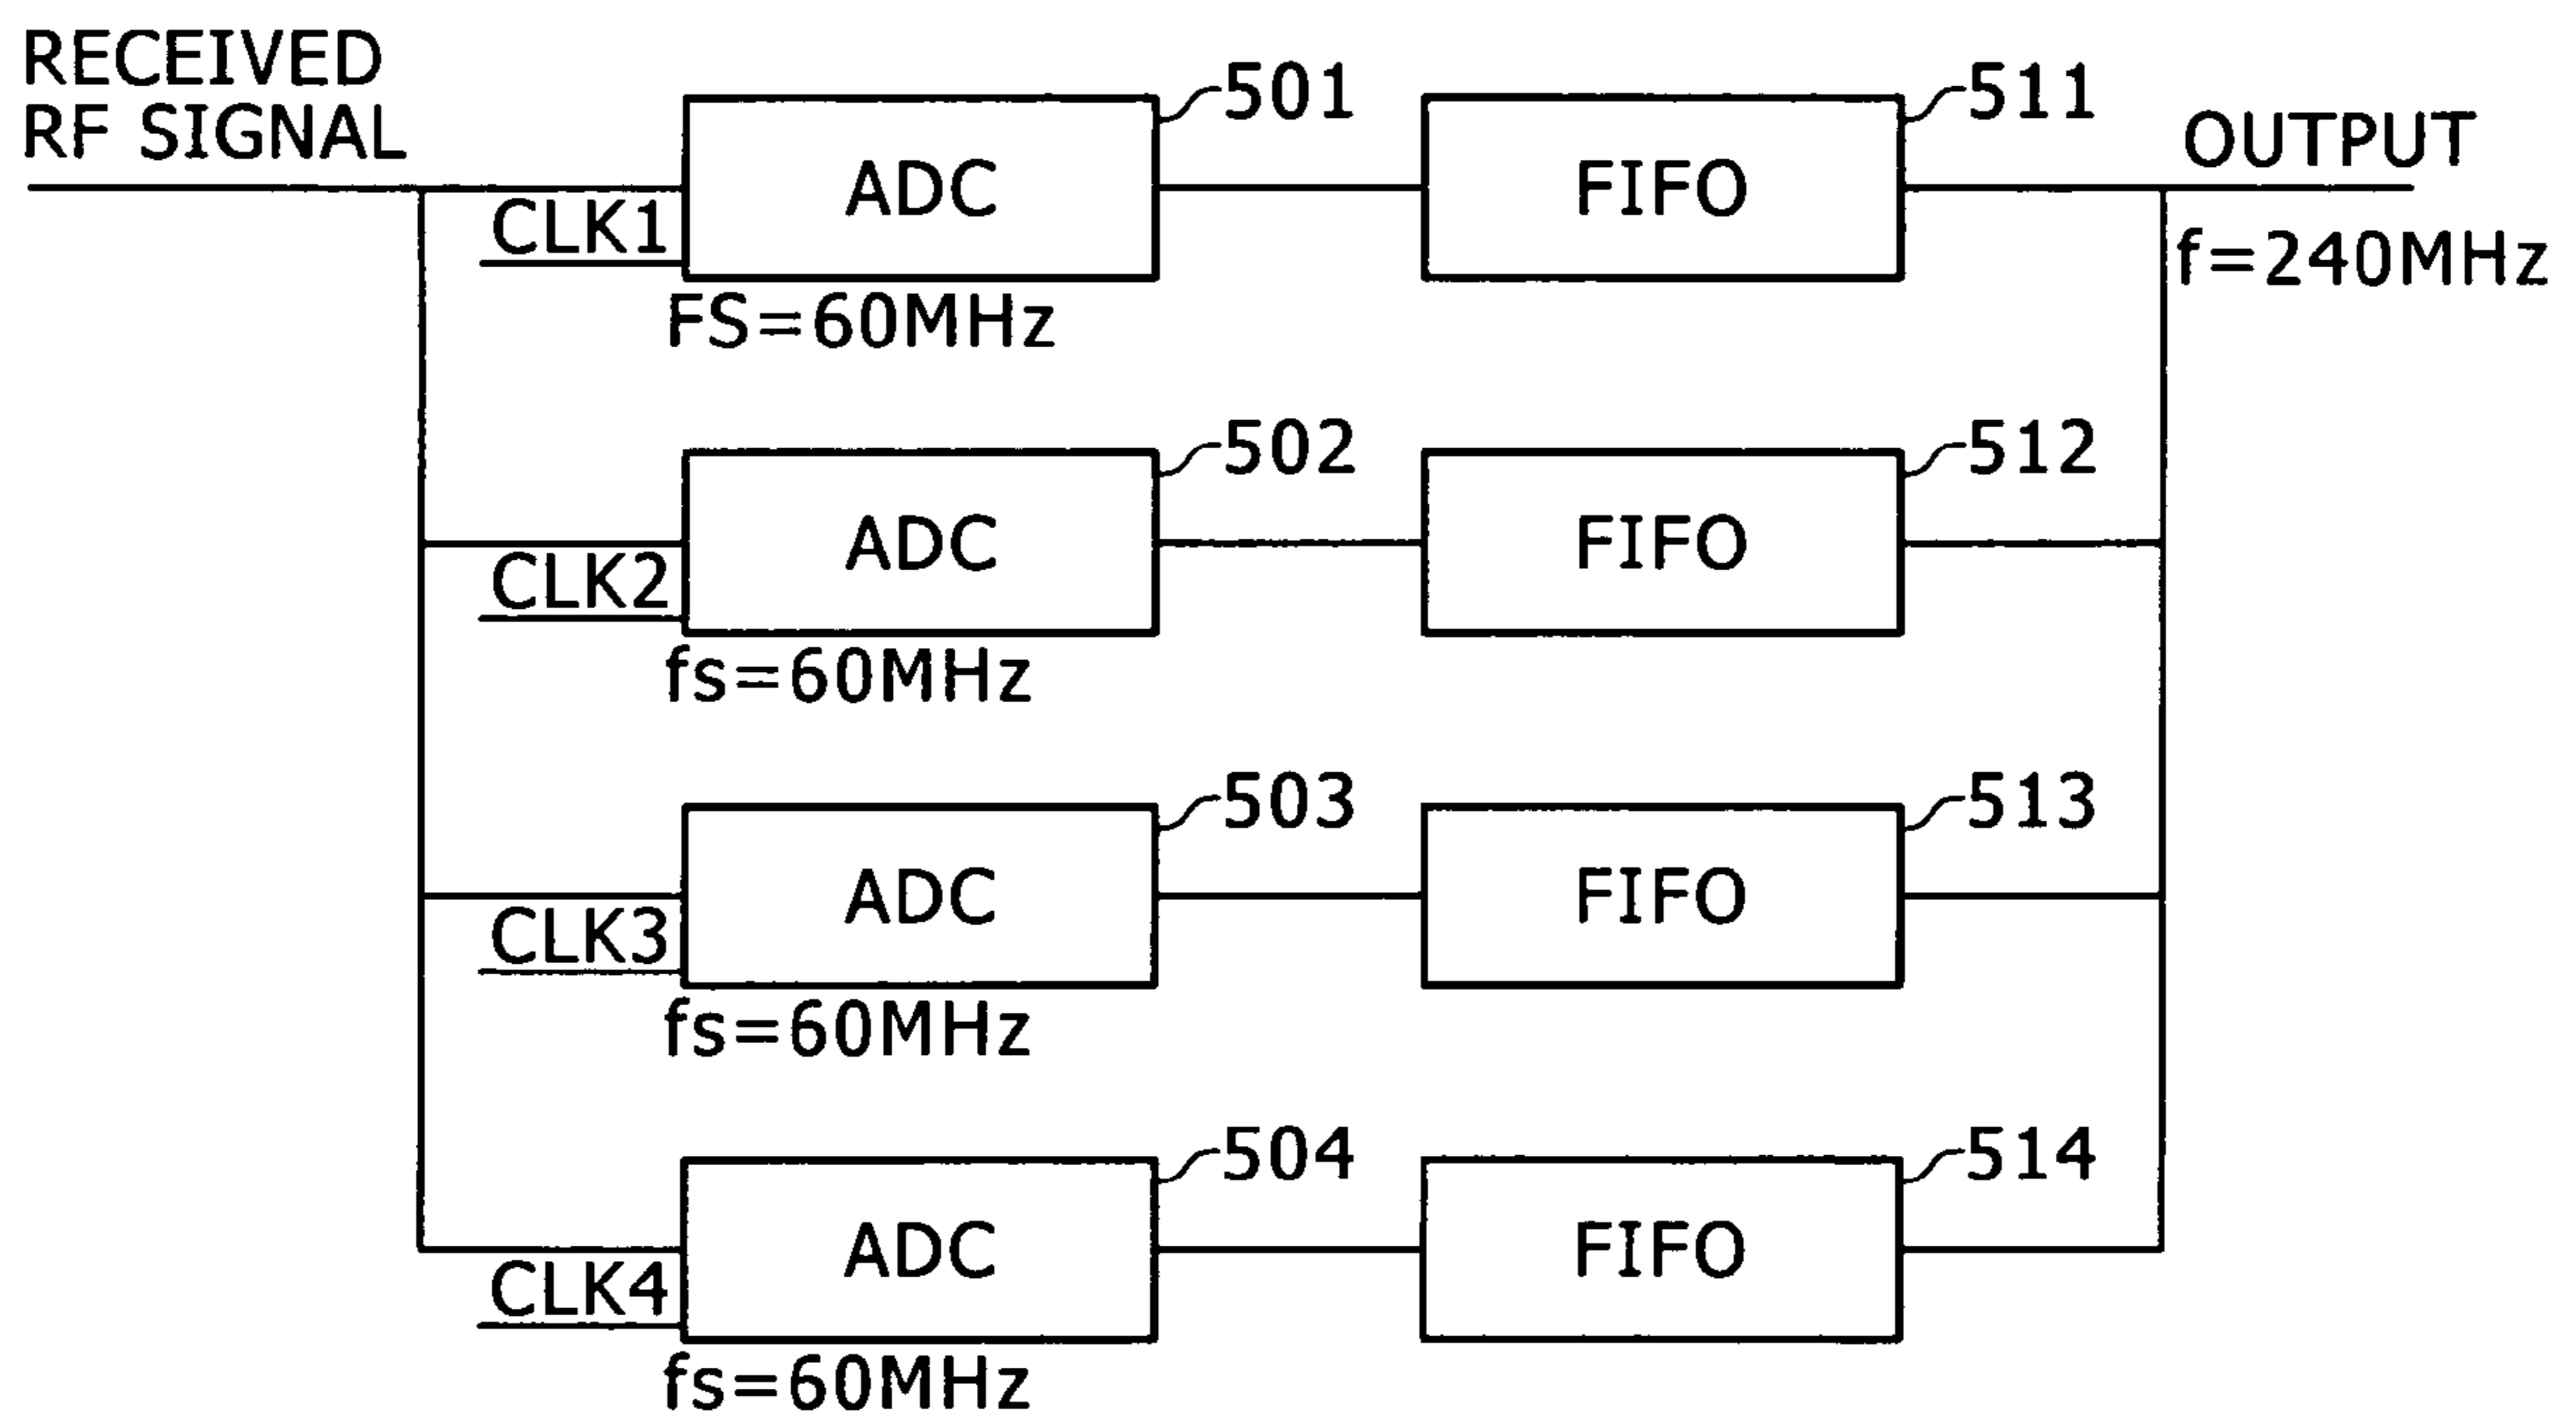 RECEIVED
RF SIGNAL
501
511
OUTPUT
ADC
FIFO
CLK1
f=240MHz
FS=60MHz
502
512
ADC
FIFO
CLK2
fs=60MHz
503
513
ADC
FIFO
CLK3
fs=60MHz
504
514
ADC
FIFO
CLK4
fs=60MHz